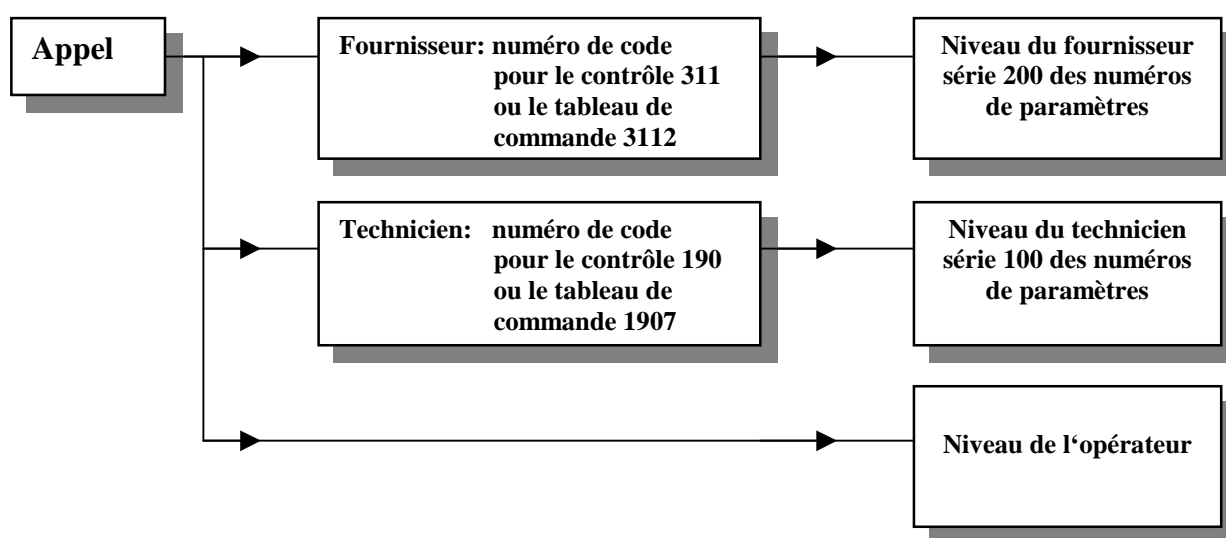 Appel
Fournisseur: numéro de code
pour le contrôle 311
ou le tableau de
commande 3112
Niveau du fournisseur
série 200 des numéros
de paramètres
Technicien: numéro de code
pour le contrôle 190
ou le tableau de
commande 1907
Niveau du technicien
série 100 des numéros
de paramètres
Niveau de l‘opérateur